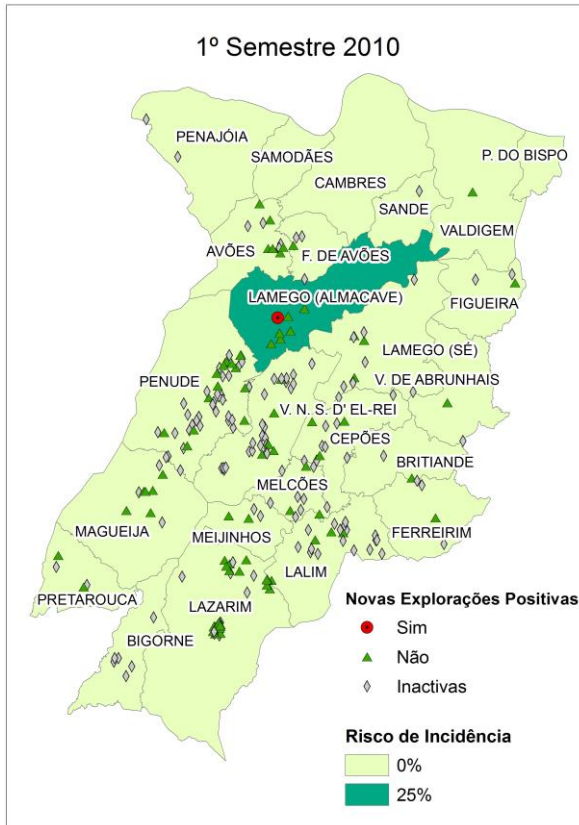 1º Semestre 2010
PENAJÓIA
SAMODÃES
P. DO BISPO
CAMBRES
SANDE
VALDIGEM
AVÕES
F. DE AVÕES
LAMEGO (ALMACAVE)
FIGUEIRA
LAMEGO (SÉ)
PENUDE
V. DE ABRUNHAIS
V. N. S. D' EL-REI
CEPÕES
BRITIANDE
MELCÕES
MAGUEIJA
MEIJINHOS
FERREIRIM
LALIM
PRETAROUCA
LAZARIM
BIGORNE
Novas Explorações Positivas
Sim
Não
Inactivas
Risco de Incidência
0%
25%